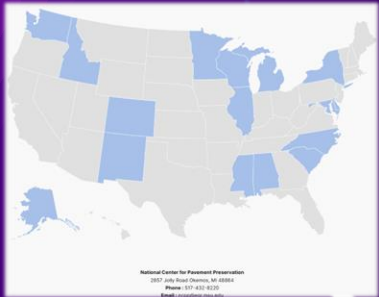 National Center for Pavement Preservation
2857 Jolly Road Okemos, MI 48864
Phone: 517-432-8220